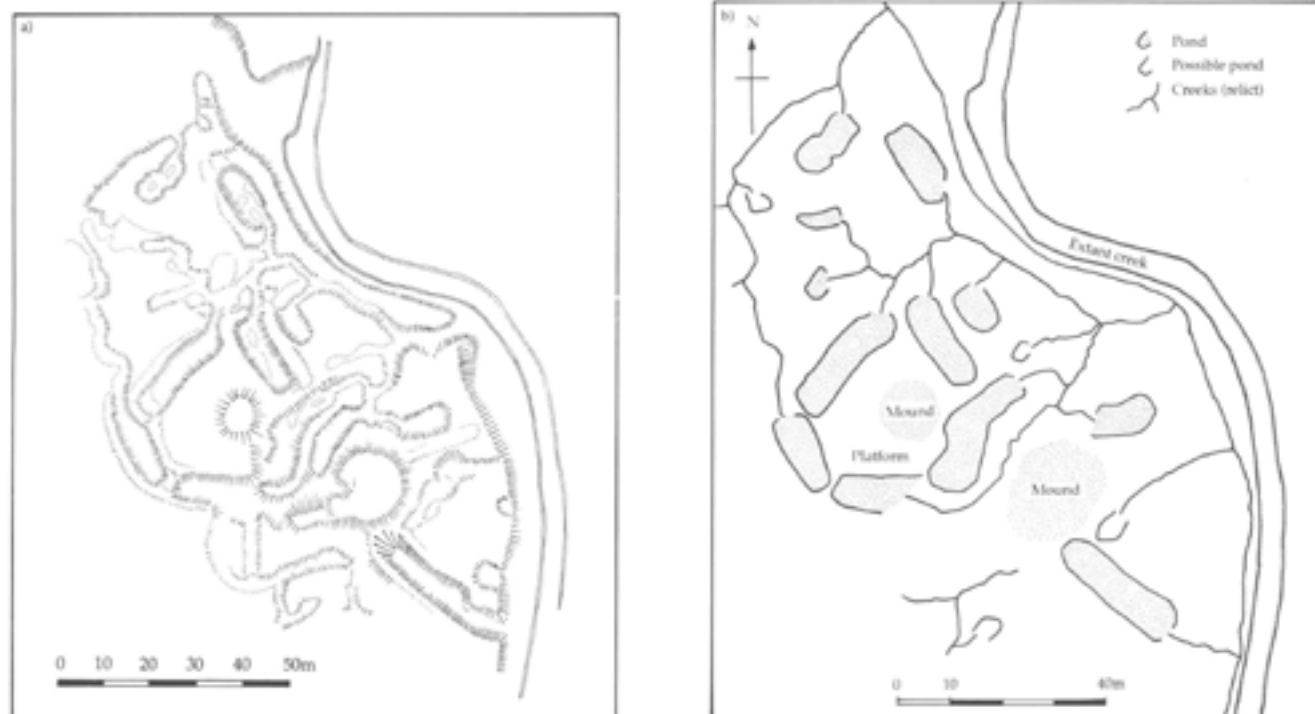 a)
0 10 20 30 40 50m
b)
N
Pond
Possible pond
Creeks (relict)
Extant creek
Mound
Platform
Mound
0 10 40m